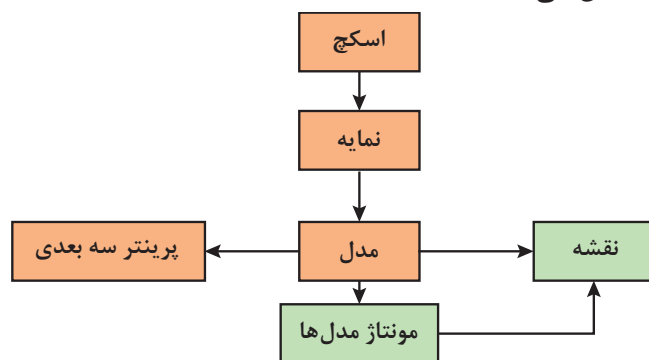 اسکچ
نمایه
نقشه
مدل
پرینتر سه بعدی
مونتاژ مدل‌ها